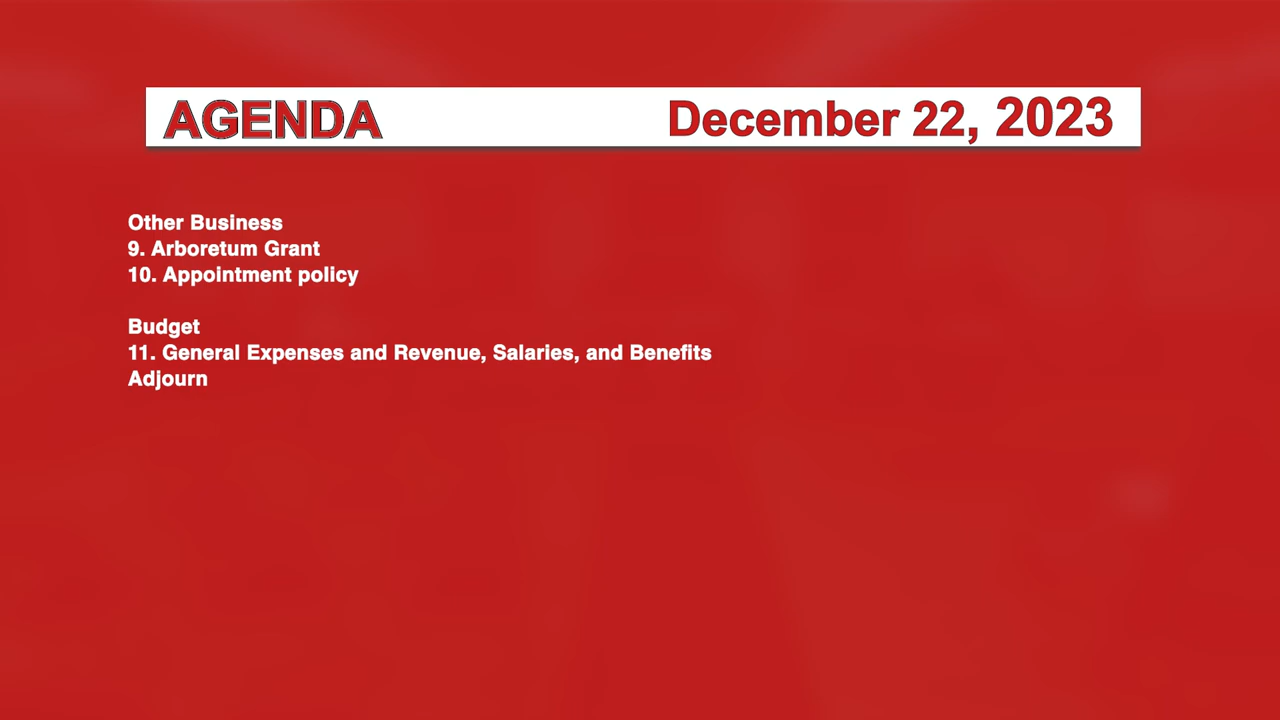 AGENDA December 22, 2023
Other Business
9. Arboretum Grant
10. Appointment policy
Budget
11. General Expenses and Revenue, Salaries, and Benefits
Adjourn